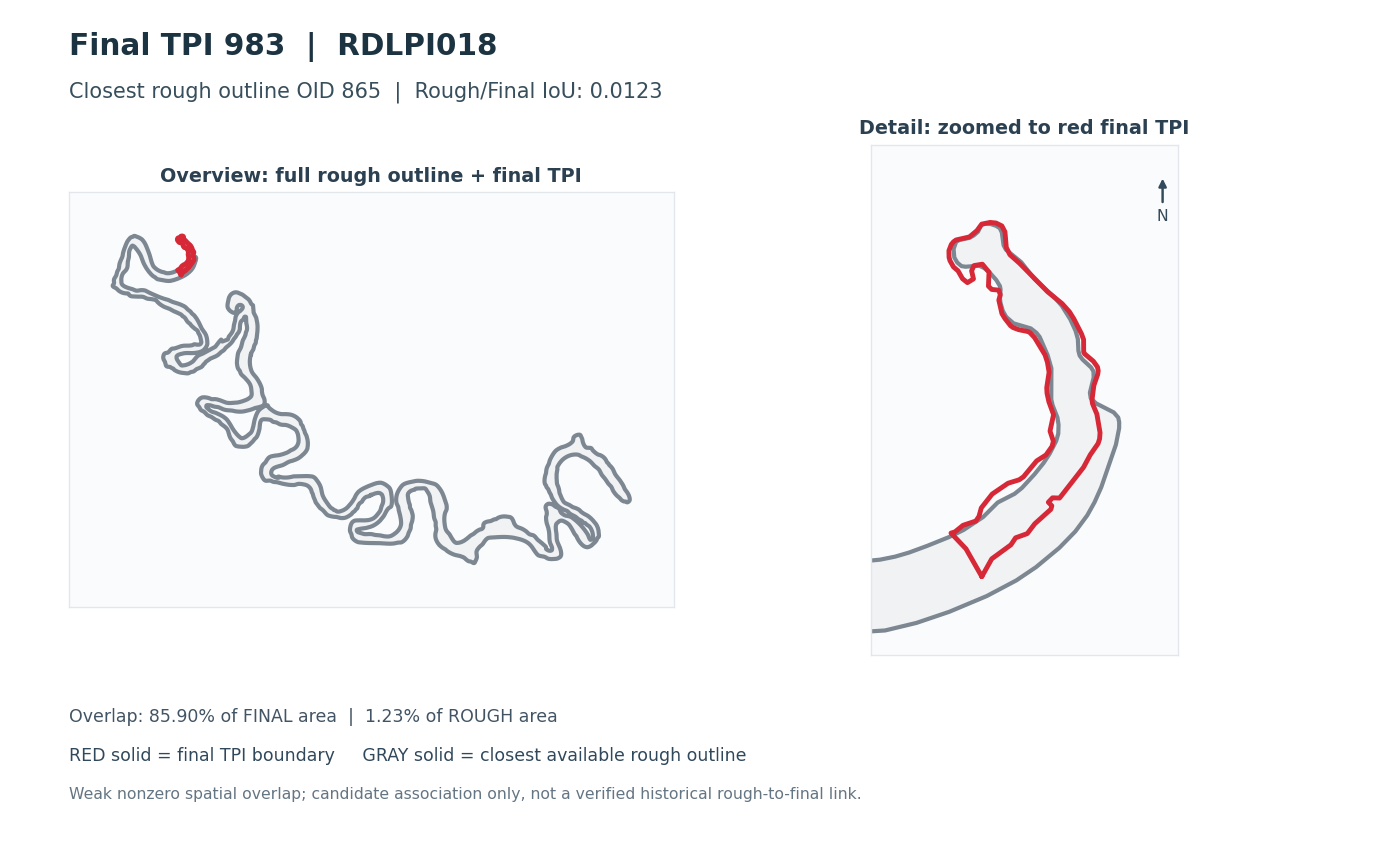 Final TPI 983 | RDLPI018
Closest rough outline OID 865 | Rough/Final IoU: 0.0123
Detail: zoomed to red final TPI
Overview: full rough outline + final TPI
N
Overlap: 85.90% of FINAL area | 1.23% of ROUGH area
RED solid = final TPI boundary GRAY solid = closest available rough outline
Weak nonzero spatial overlap; candidate association only, not a verified historical rough-to-final link.